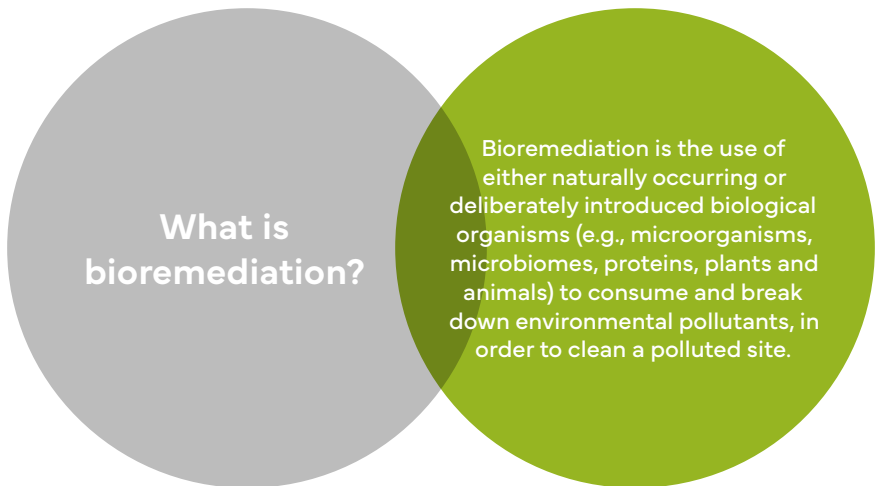 What is
bioremediation?
Bioremediation is the use of
either naturally occurring or
deliberately introduced biological
organisms (e.g., microorganisms,
microbiomes, proteins, plants and
animals) to consume and break
down environmental pollutants, in
order to clean a polluted site.